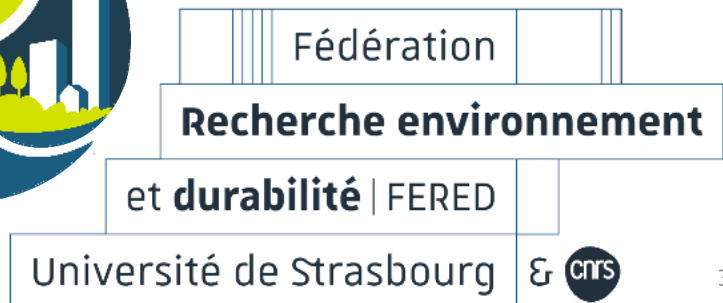 Fédération
Recherche environnement
et durabilité | FERED
Université de Strasbourg & cnrs